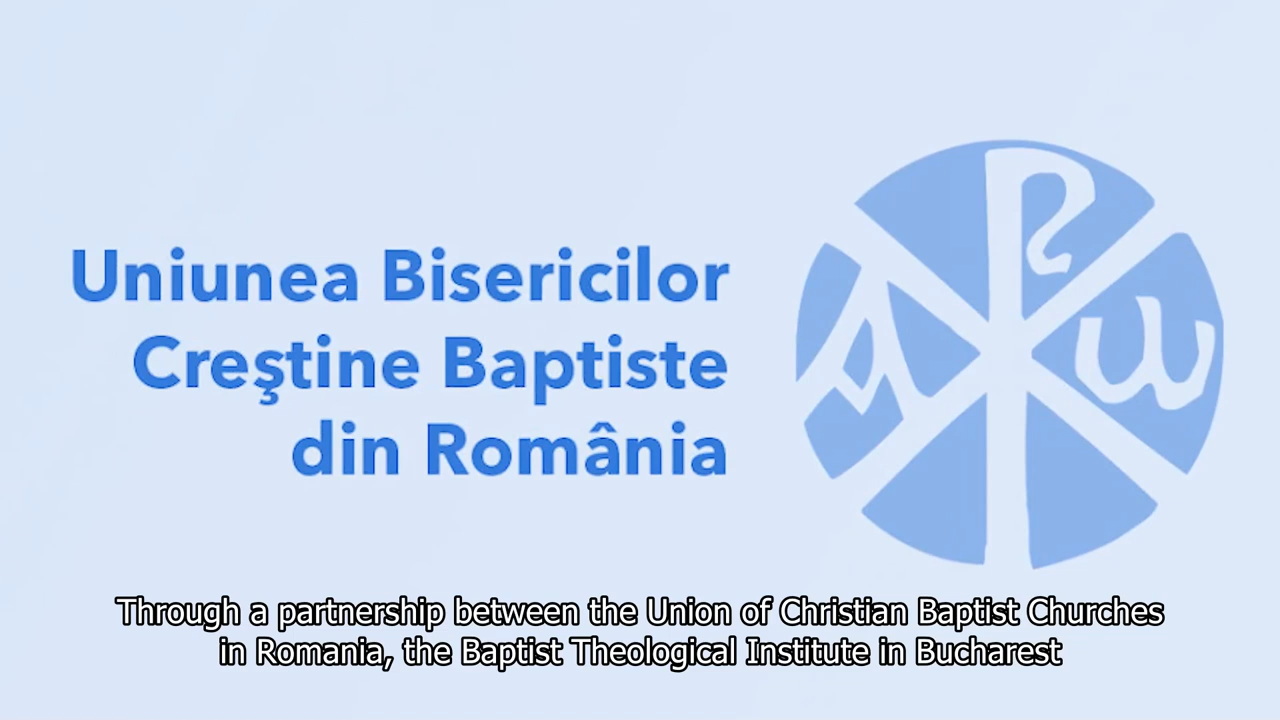 Uniunea Bisericilor
Creştine Baptiste
din România
Through a partnership between the Union of Christian Baptist Churches
in Romania, the Baptist Theological Institute in Bucharest